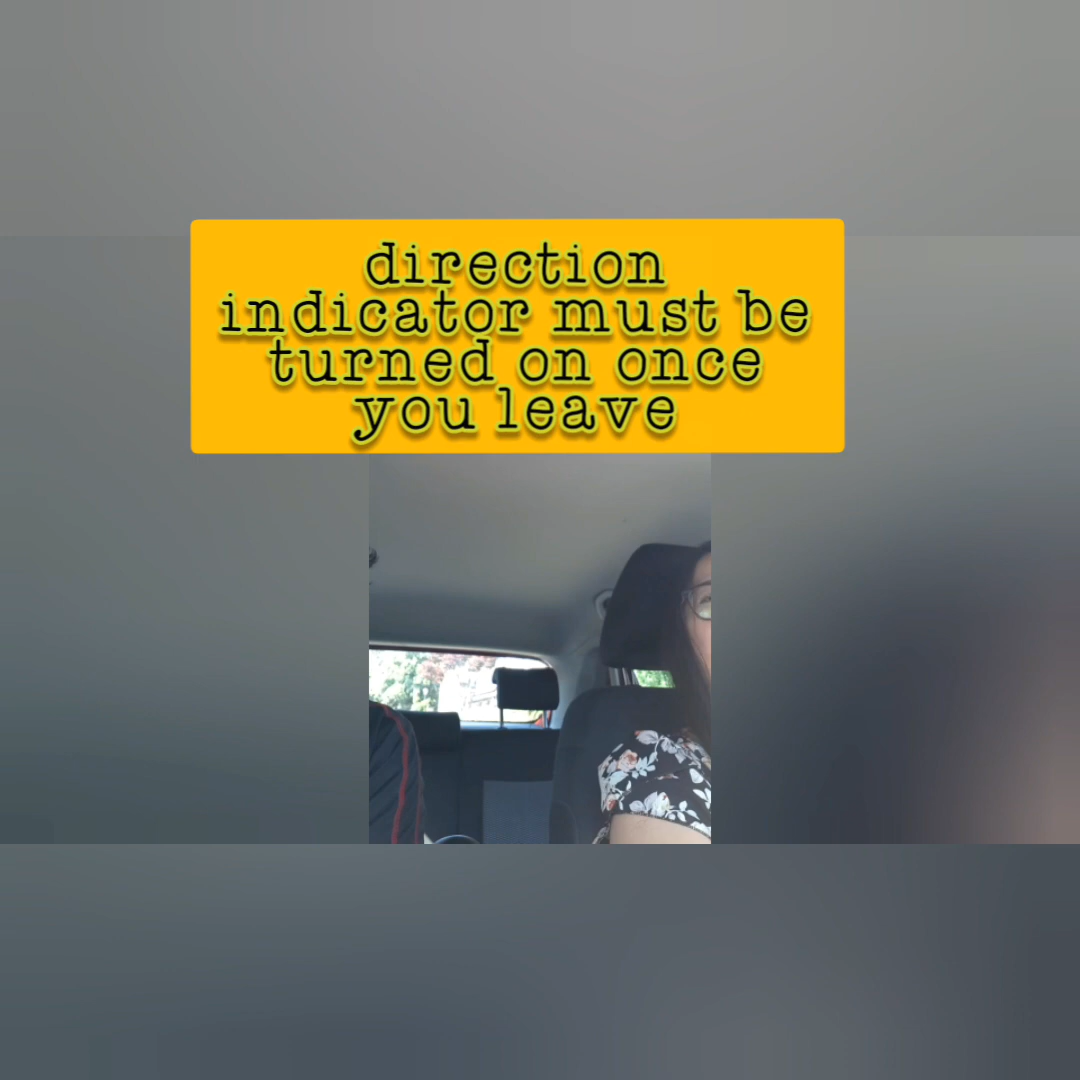 direction
indicator must be
turned on once
you leave